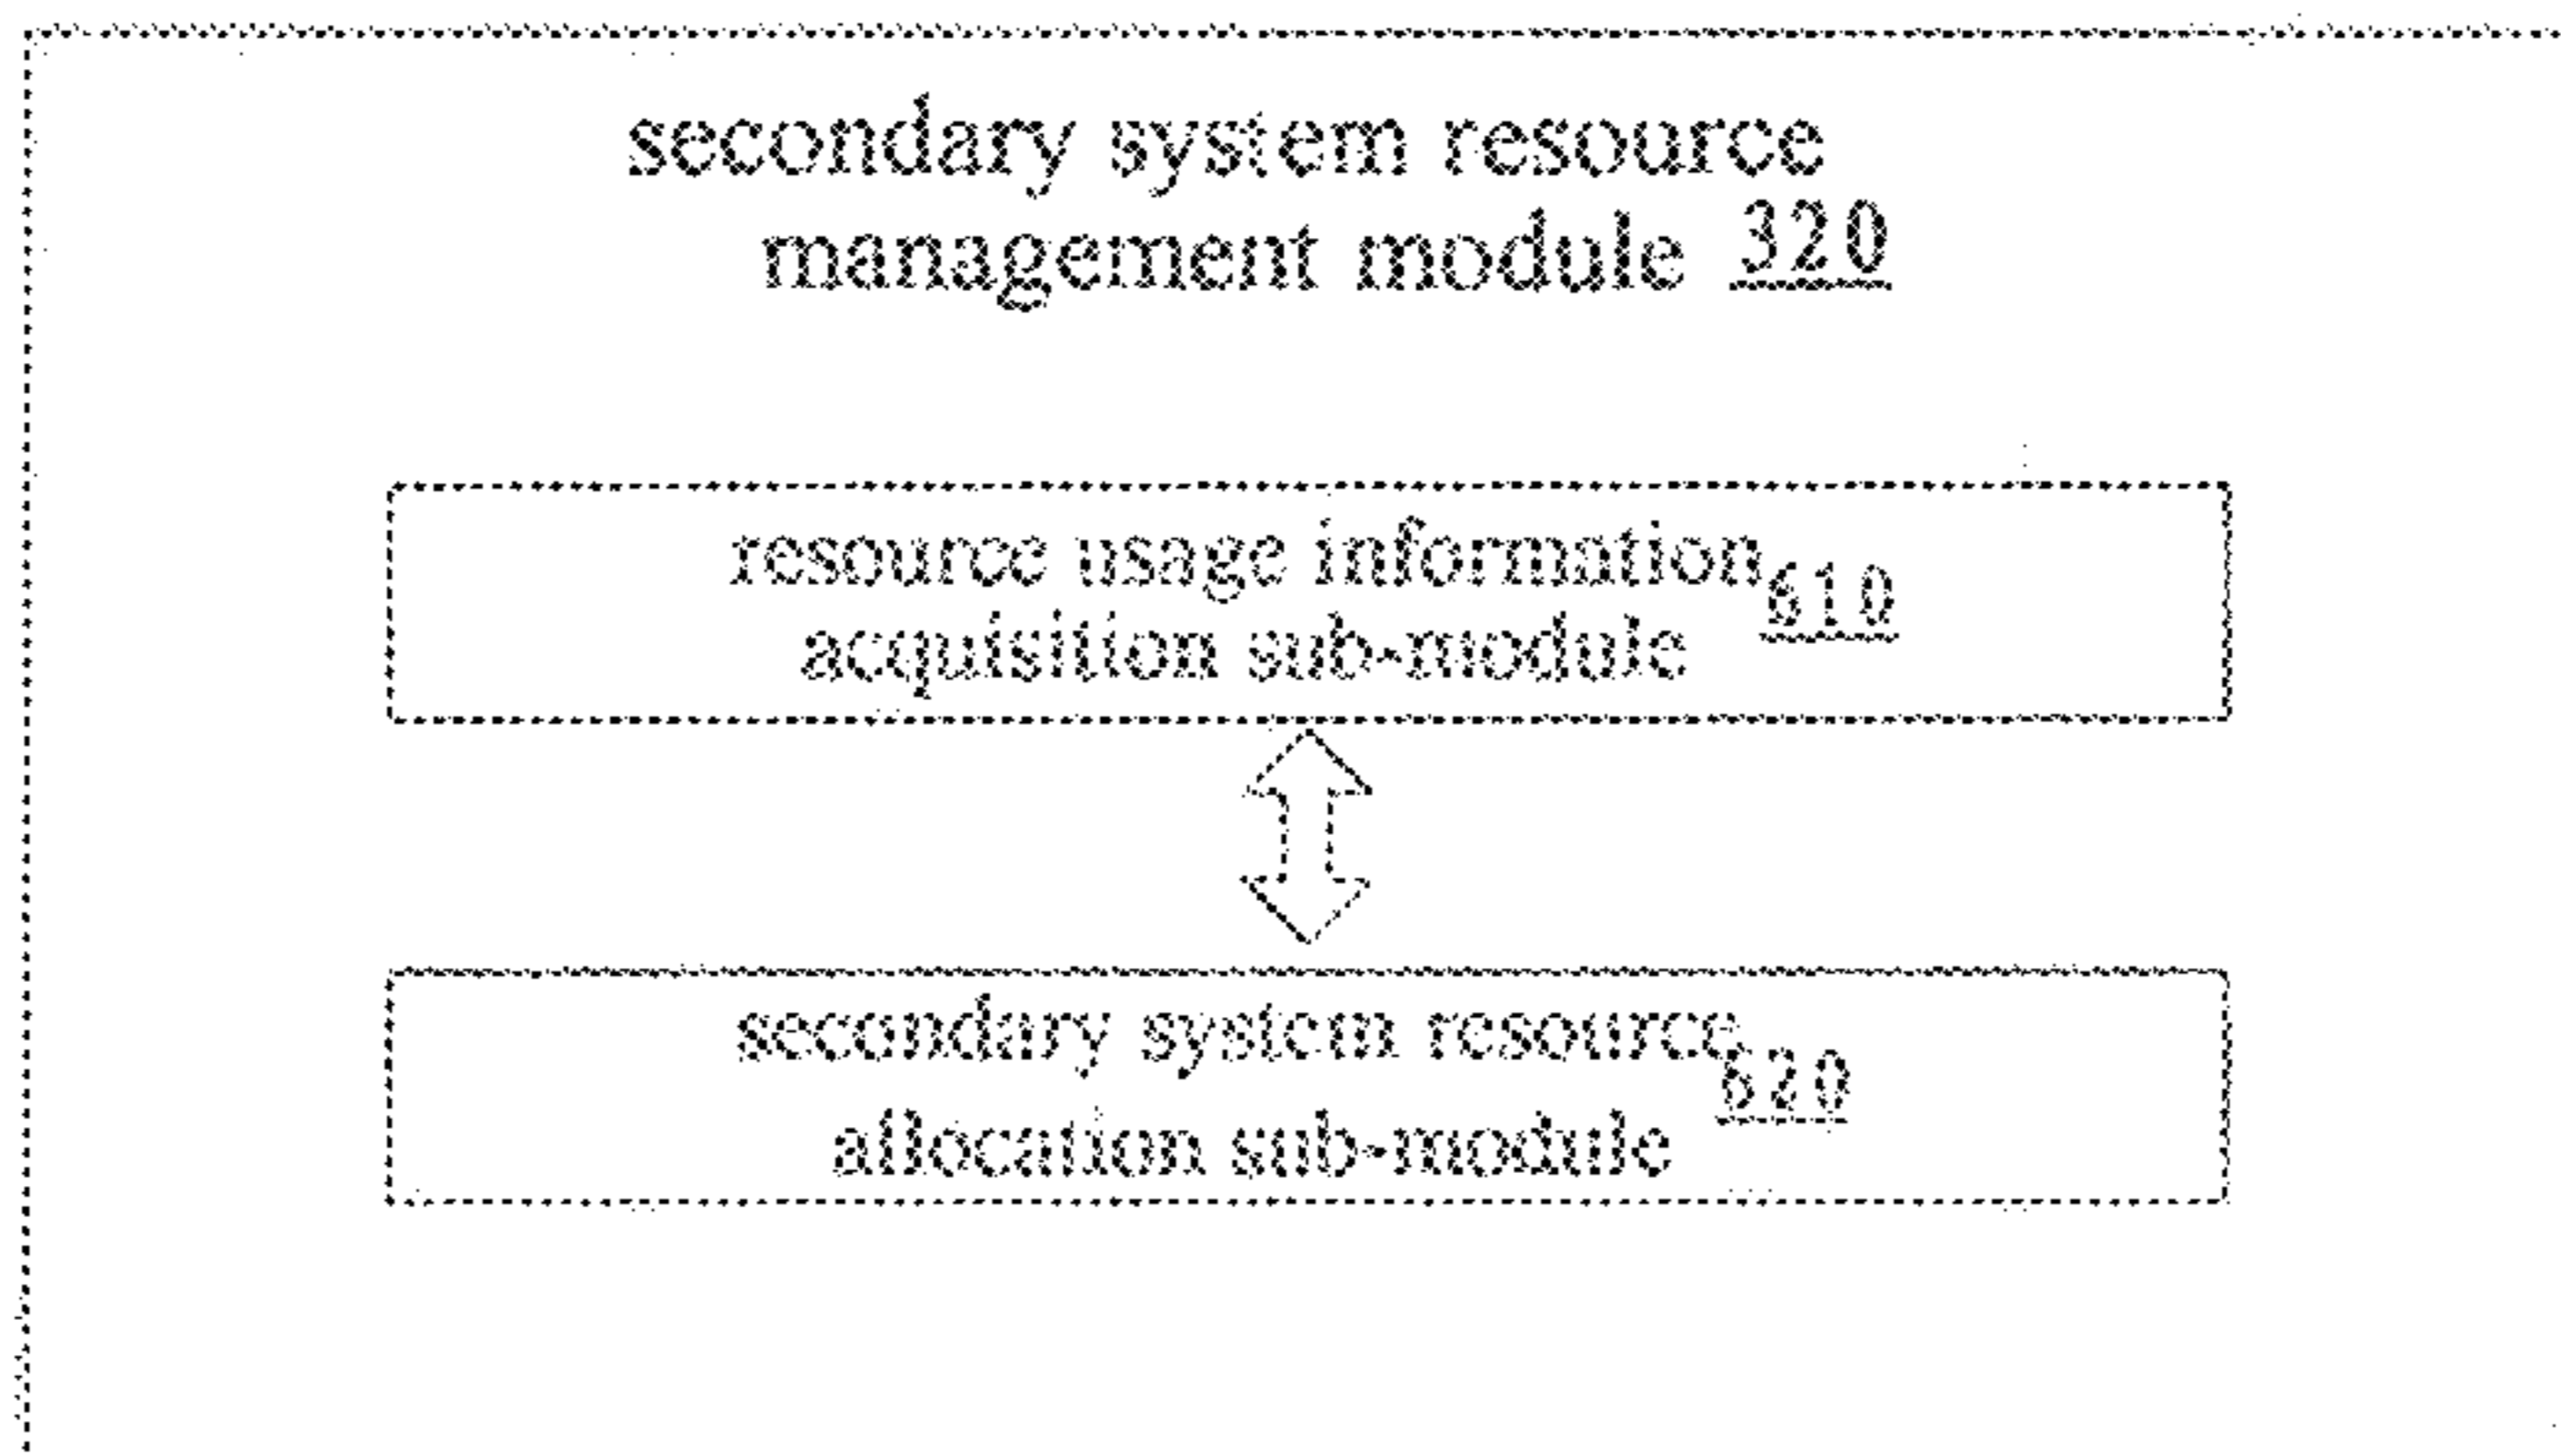 secondary system resource
management module 320
resource usage information
acquisition sub-module 610
secondary system resource
allocation sub-module 620